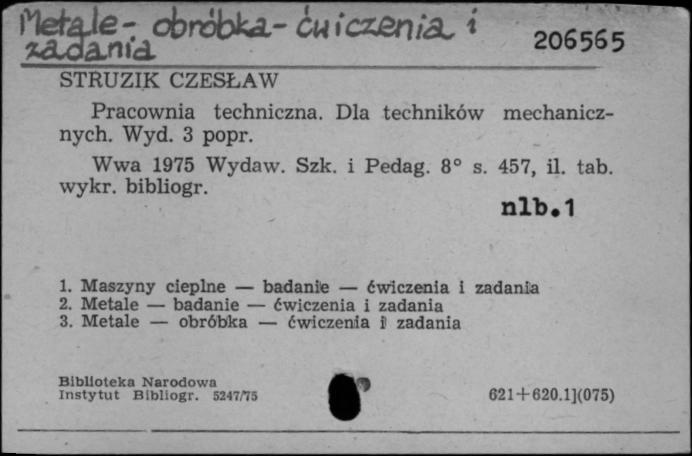 Metale - obróbka - ćwiczenia i
zadania
206565
STRUZIK CZESŁAW
Pracownia techniczna. Dla techników mechanicz-
nych. Wyd. 3 popr.
Wwa 1975 Wydaw. Szk. i Pedag. 8° s. 457, il. tab.
wykr. bibliogr.
nlb.1
1. Maszyny cieplne — badanie — ćwiczenia i zadania
2. Metale — badanie — ćwiczenia i zadania
3. Metale — obróbka — ćwiczenia i zadania
Biblioteka Narodowa
Instytut Bibliogr. 5247/75
621+620.1](075)